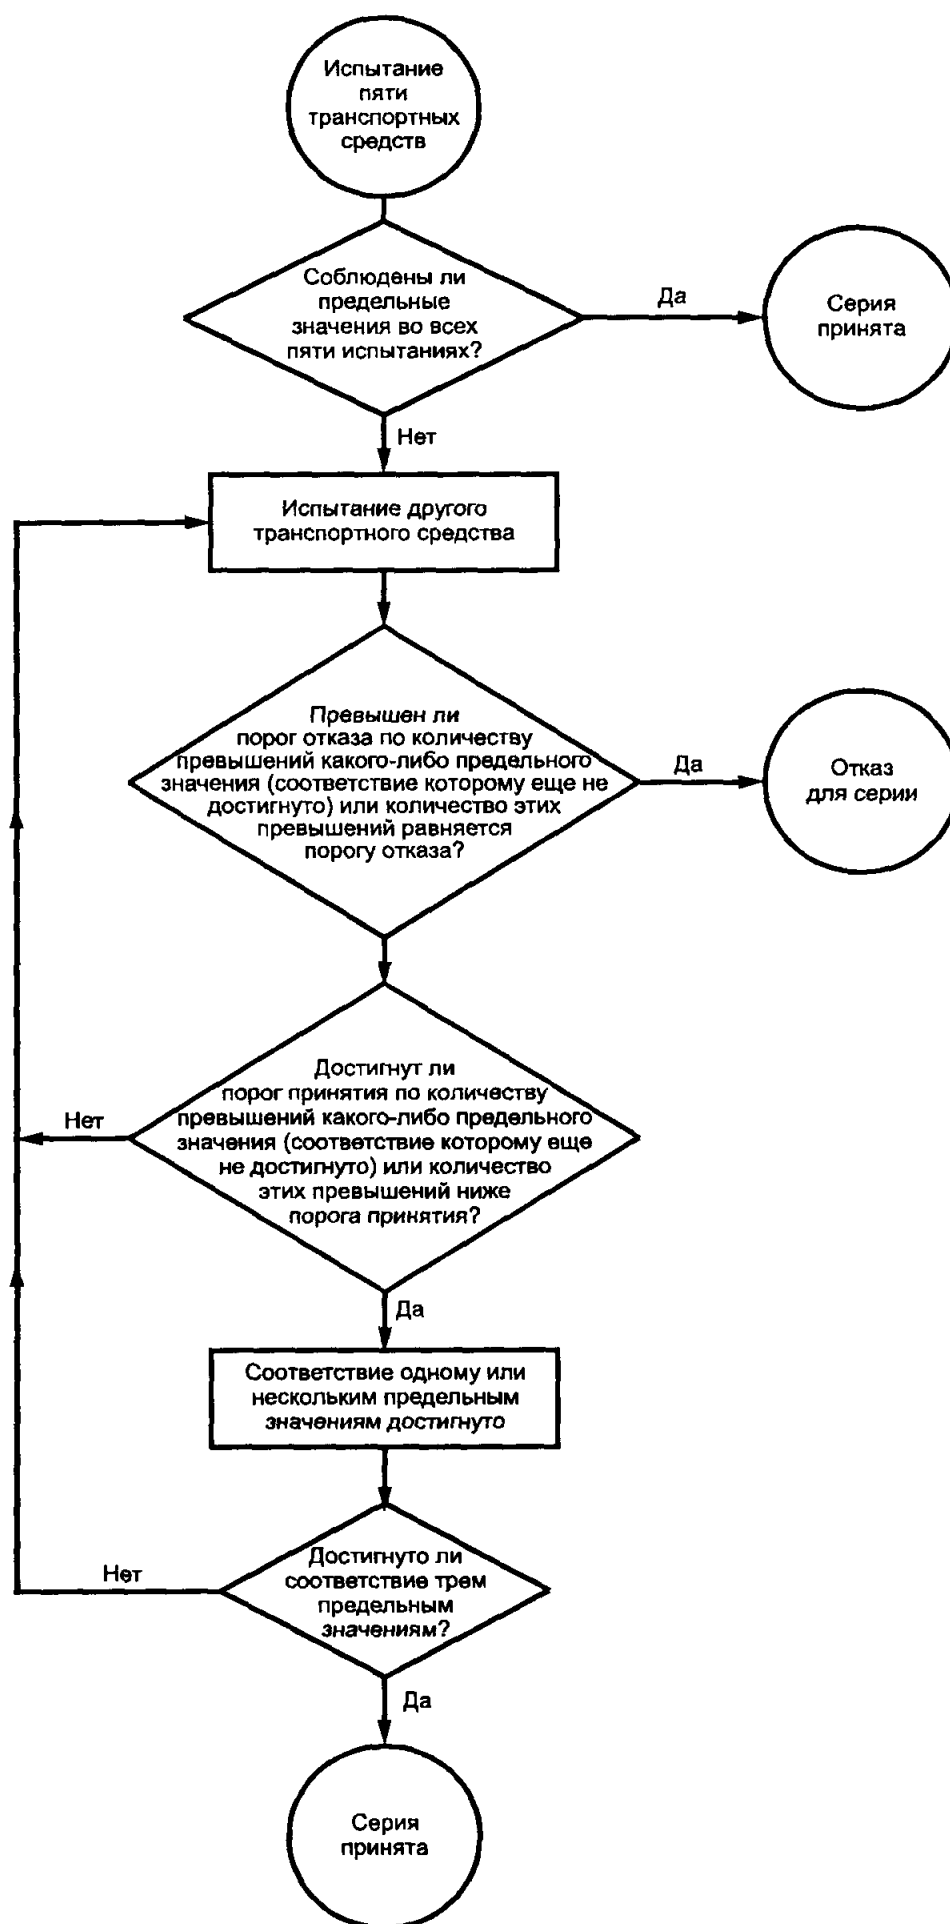 Испытание
пяти
транспортных
средств
Соблюдены ли
предельные
значения во всех
пяти испытаниях?
Да
Серия
принята
Нет
Испытание другого
транспортного средства
Превышен ли
порог отказа по количеству
превышений какого-либо предельного
значения (соответствие которому еще не
достигнуто) или количество этих
превышений равняется
порогу отказа?
Да
Отказ
для серии
Достигнут ли
порог принятия по количеству
превышений какого-либо предельного
значения (соответствие которому еще
не достигнуто) или количество
этих превышений ниже
порога принятия?
Нет
Да
Соответствие одному или
нескольким предельным
значениям достигнуто
Достигнуто ли
соответствие трем
предельным
значениям?
Нет
Да
Серия
принята